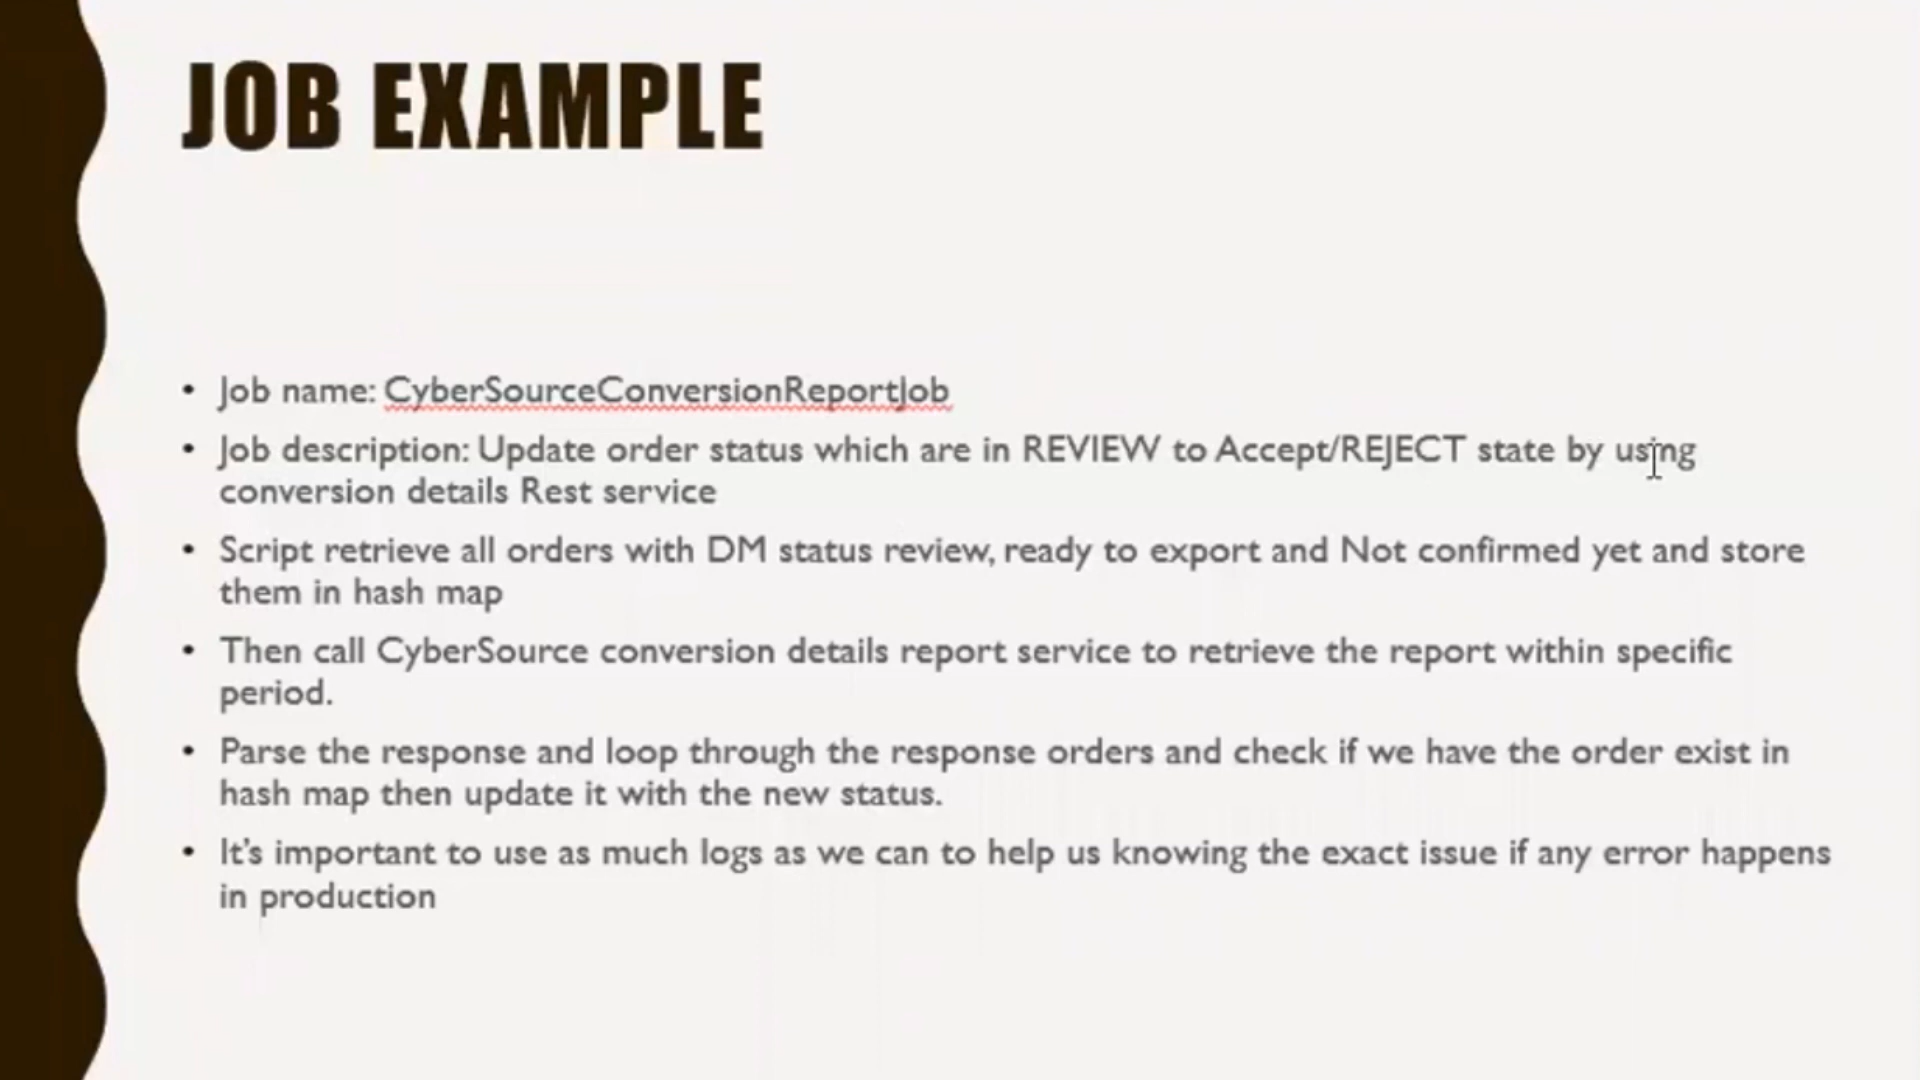 JOB EXAMPLE
• Job name: CyberSourceConversionReportJob
• Job description: Update order status which are in REVIEW to Accept/REJECT state by using
conversion details Rest service
• Script retrieve all orders with DM status review, ready to export and Not confirmed yet and store
them in hash map
• Then call CyberSource conversion details report service to retrieve the report within specific
period.
• Parse the response and loop through the response orders and check if we have the order exist in
hash map then update it with the new status.
• It’s important to use as much logs as we can to help us knowing the exact issue if any error happens
in production